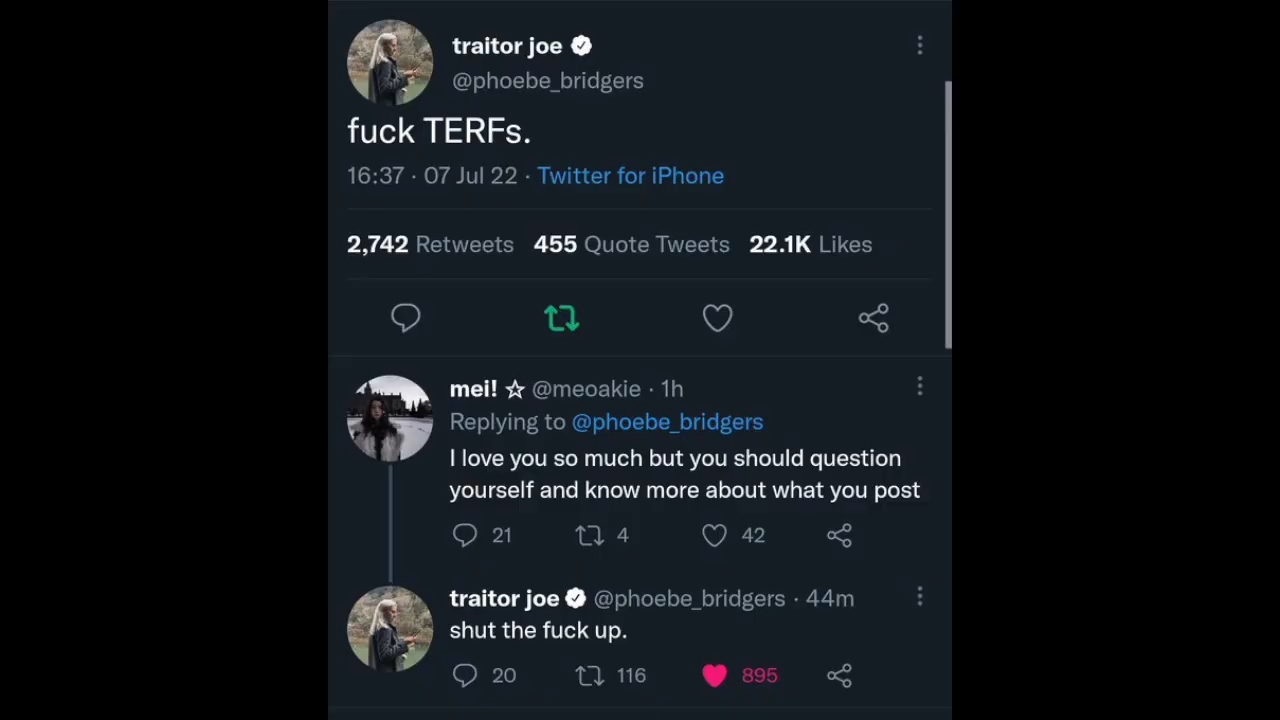 traitor joe
@phoebe_bridgers
fuck TERFs.
16:37 · 07 Jul 22 · Twitter for iPhone
2,742 Retweets 455 Quote Tweets 22.1K Likes
mei! ☆ @meoakie · 1h
Replying to @phoebe_bridgers
I love you so much but you should question
yourself and know more about what you post
21 4 42
traitor joe @phoebe_bridgers · 44m
shut the fuck up.
20 116 895